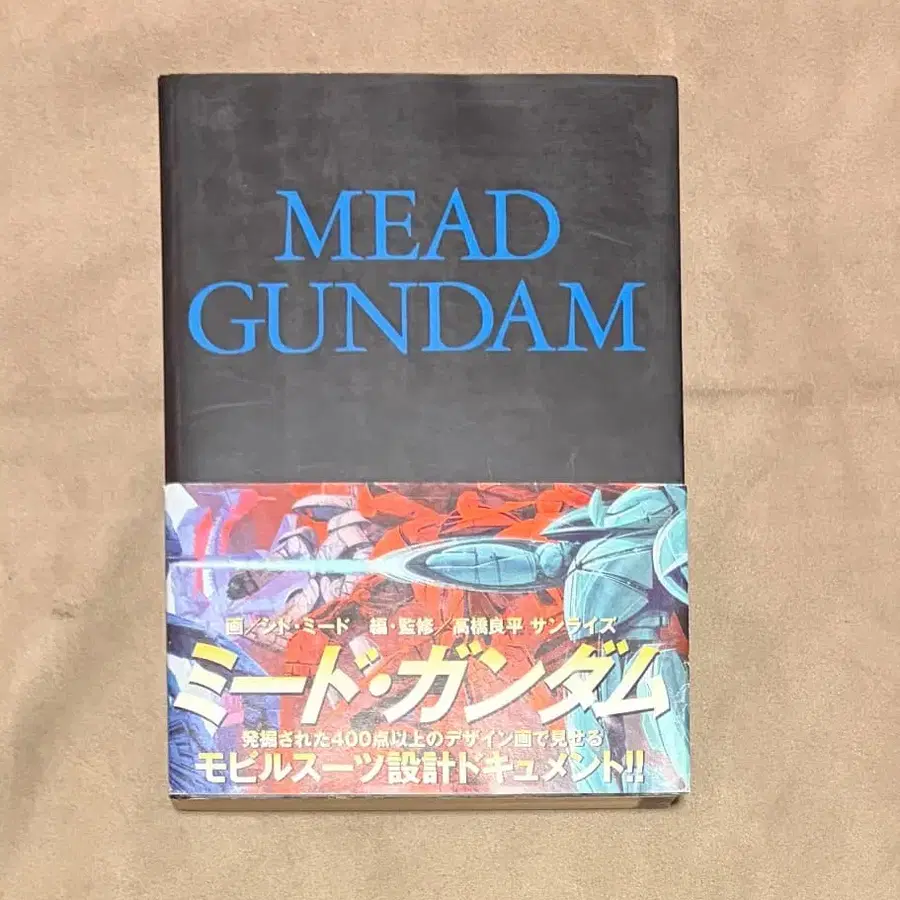 MEAD
GUNDAM
画/シド・ミード 編・監修/高橋良平 サンライズ
ミード・ガンダム
発掘された400点以上のデザイン画で見せる
モビルスーツ設計ドキュメント!!